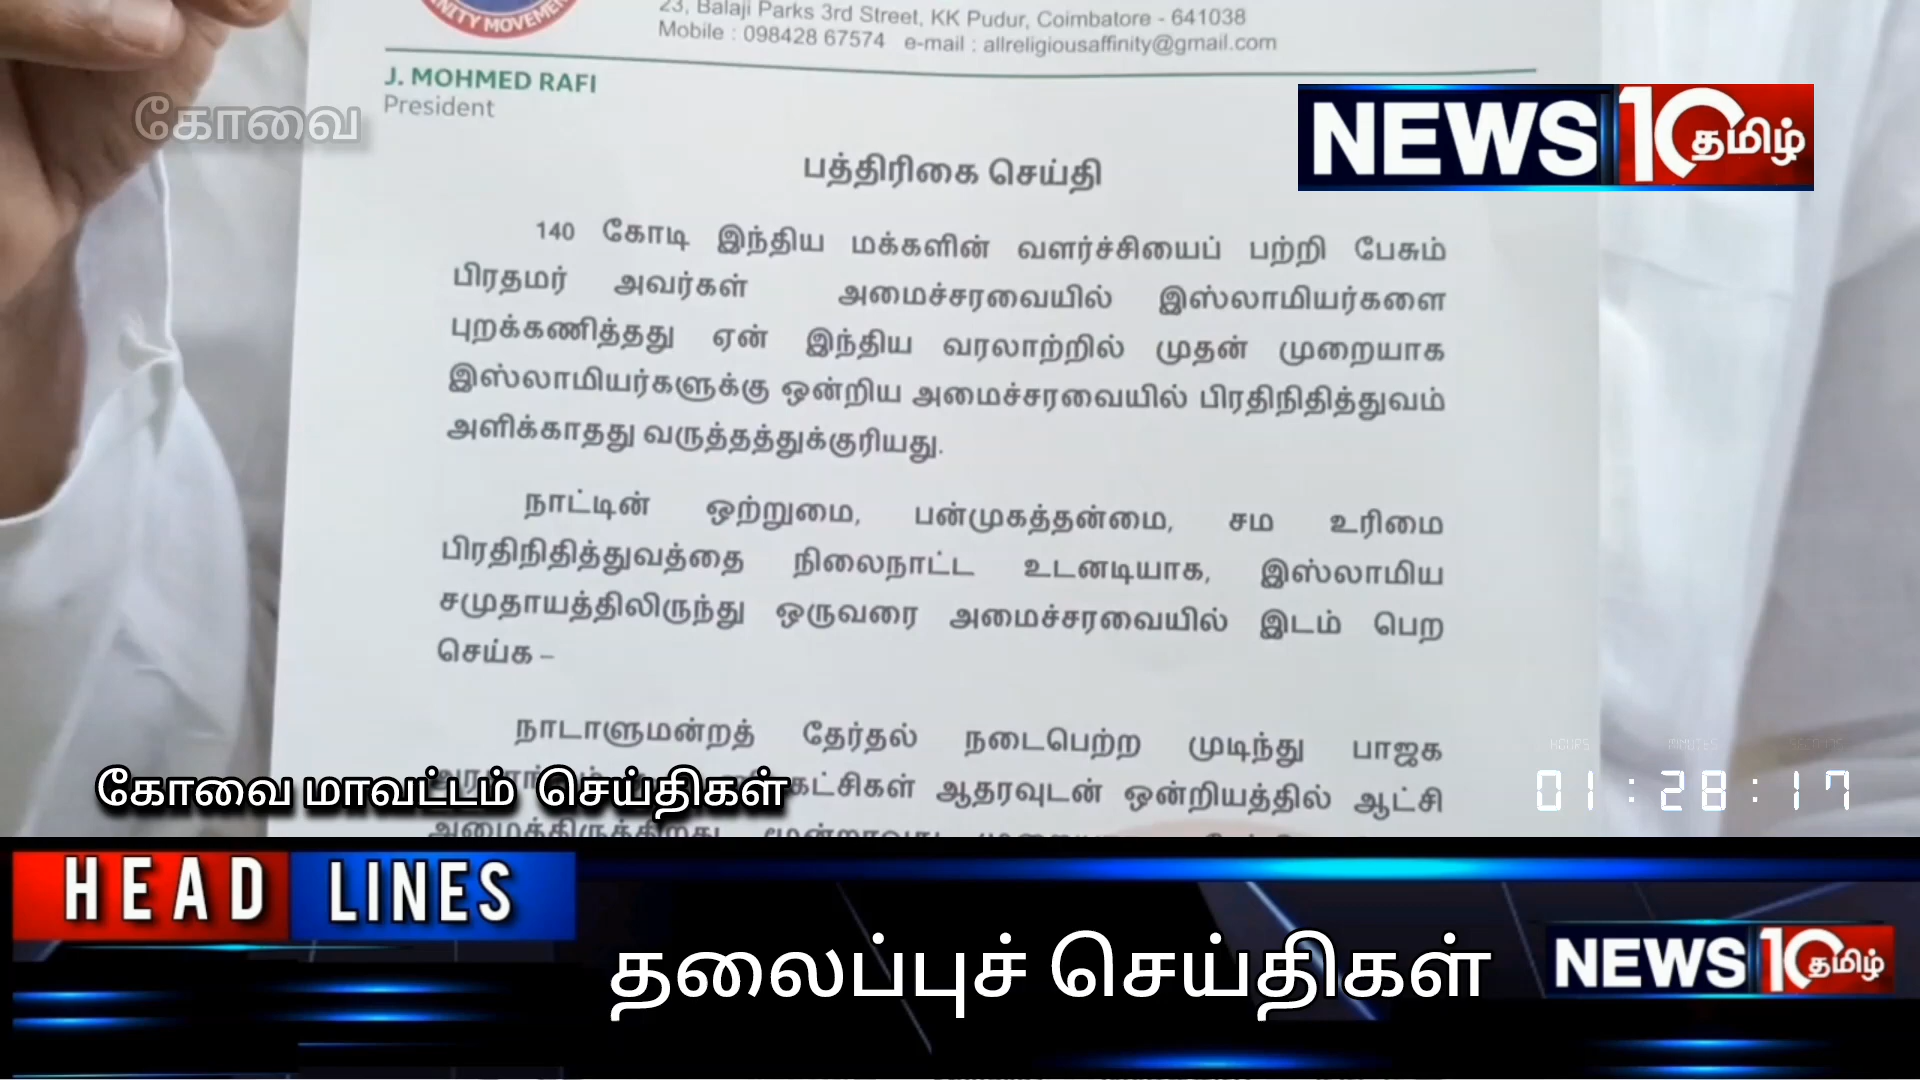 UNITY MOVEMENT
23, Balaji Parks 3rd Street, KK Pudur, Coimbatore - 641038
Mobile : 098428 67574 e-mail : allreligiousaffinity@gmail.com
J. MOHMED RAFI
President
கோவை
NEWS 10 தமிழ்
பத்திரிகை செய்தி
140 கோடி இந்திய மக்களின் வளர்ச்சியைப் பற்றி பேசும்
பிரதமர் அவர்கள் அமைச்சரவையில் இஸ்லாமியர்களை
புறக்கணித்தது ஏன் இந்திய வரலாற்றில் முதன் முறையாக
இஸ்லாமியர்களுக்கு ஒன்றிய அமைச்சரவையில் பிரதிநிதித்துவம்
அளிக்காதது வருத்தத்துக்குரியது.
நாட்டின் ஒற்றுமை, பன்முகத்தன்மை, சம உரிமை
பிரதிநிதித்துவத்தை நிலைநாட்ட உடனடியாக, இஸ்லாமிய
சமுதாயத்திலிருந்து ஒருவரை அமைச்சரவையில் இடம் பெற
செய்க –
நாடாளுமன்றத் தேர்தல் நடைபெற்ற முடிந்து பாஜக
கட்சிகள் ஆதரவுடன் ஒன்றியத்தில் ஆட்சி
கோவை மாவட்டம் செய்திகள்
HOURS MINUTES SECONDS
01:28:17
HEAD LINES
தலைப்புச் செய்திகள்
NEWS 10 தமிழ்